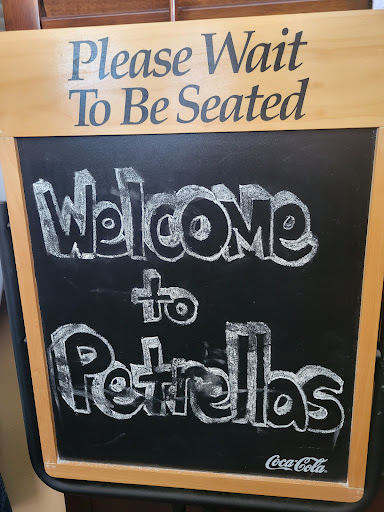 Please Wait
To Be Seated
Welcome
to
Petrellas
Coca-Cola